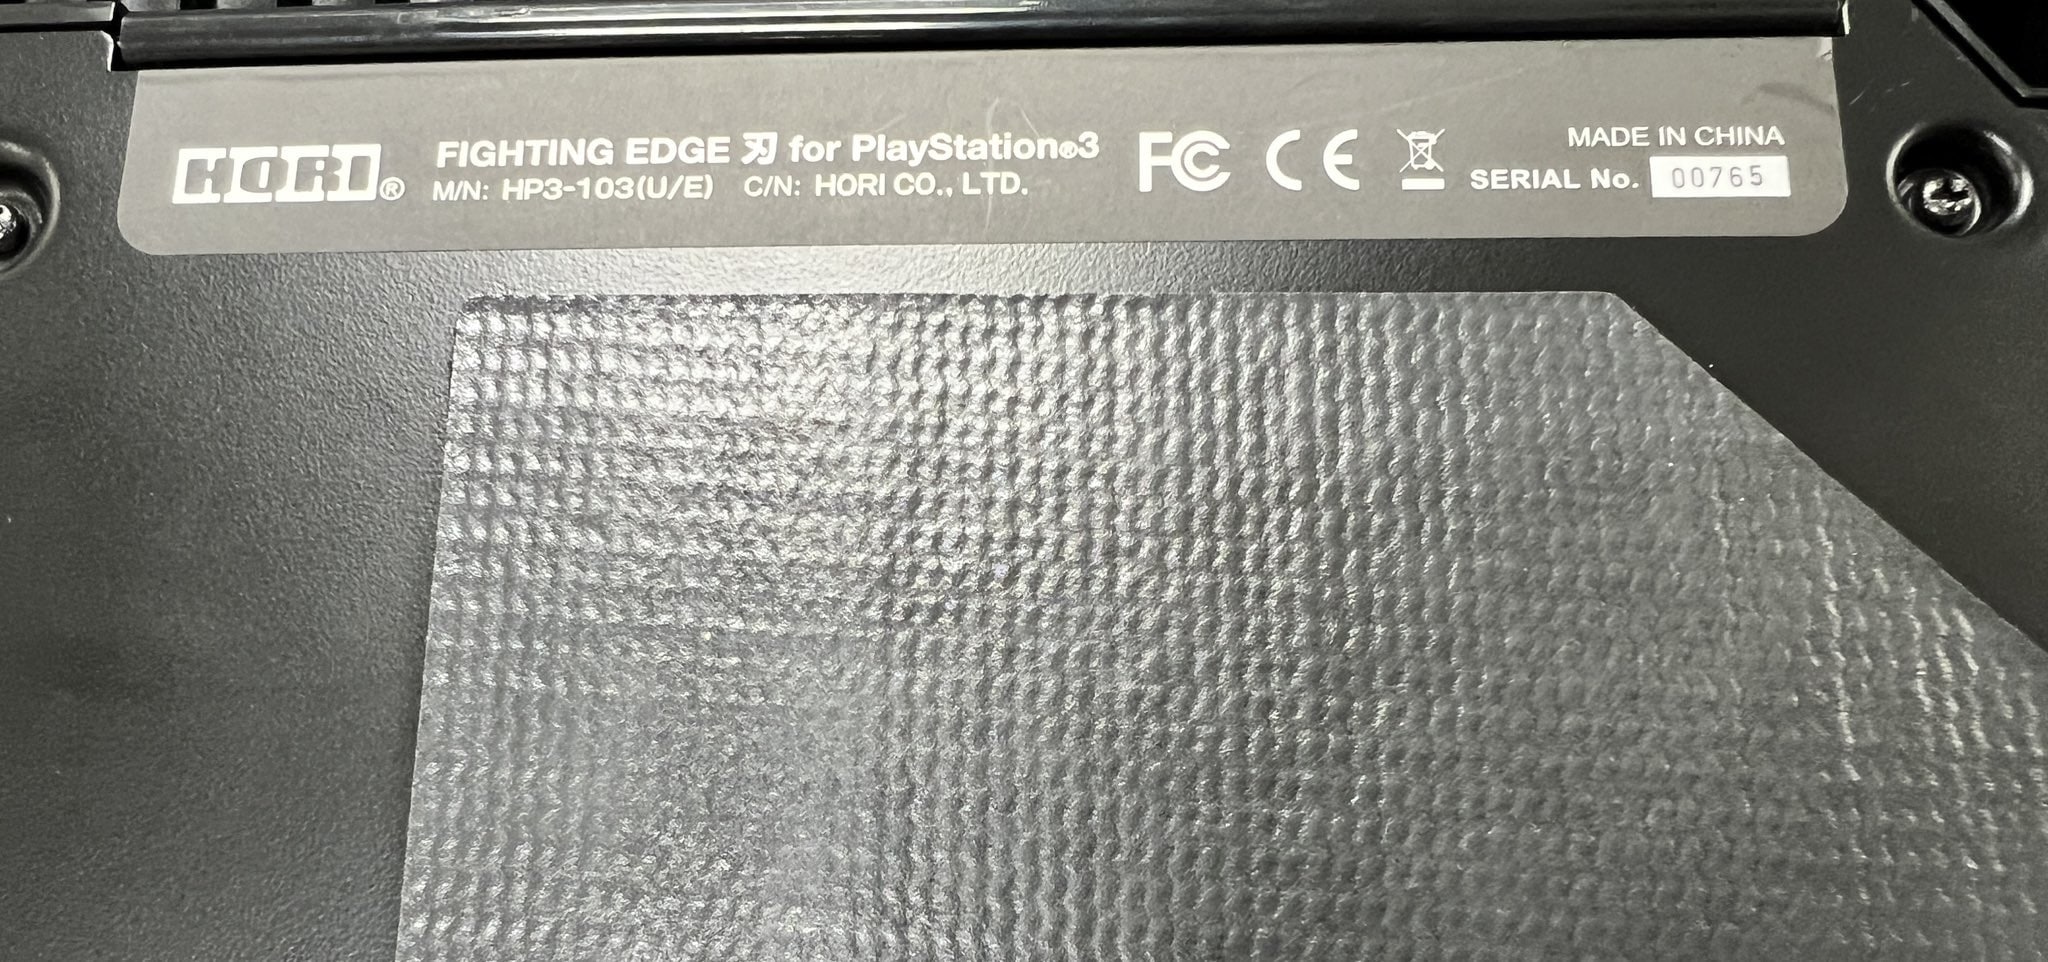 HORI®
FIGHTING EDGE 刃 for PlayStation®3
M/N: HP3-103(U/E) C/N: HORI CO., LTD.
FC CE
MADE IN CHINA
SERIAL No. 00765